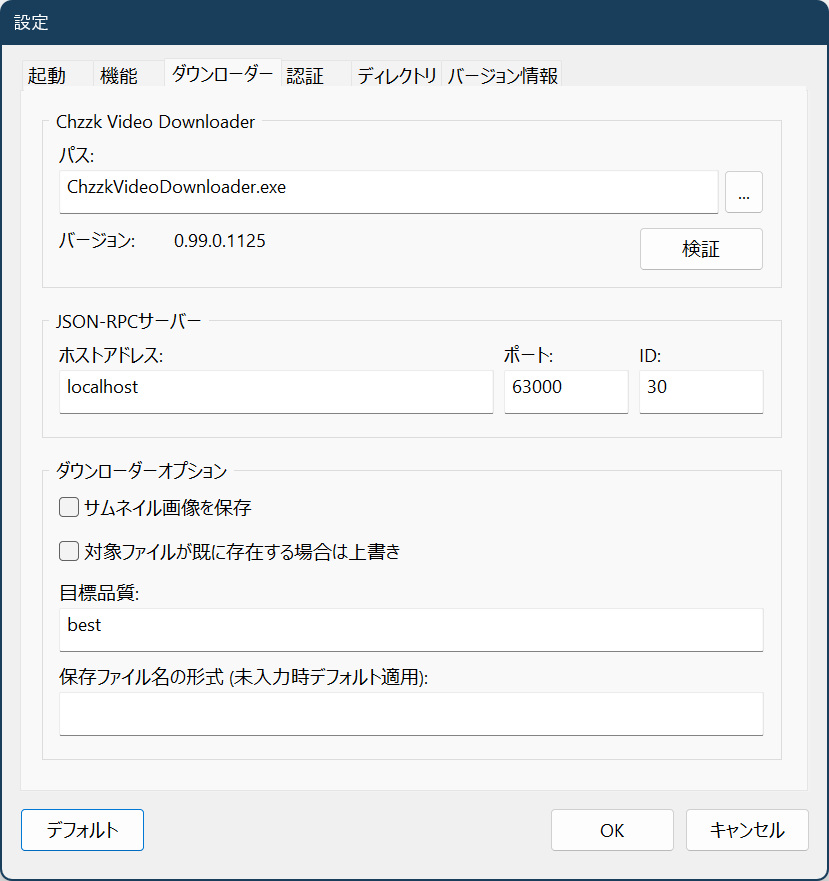 設定
起動 機能 ダウンローダー 認証 ディレクトリ バージョン情報
Chzzk Video Downloader
パス:
ChzzkVideoDownloader.exe ...
バージョン: 0.99.0.1125 検証
JSON-RPCサーバー
ホストアドレス: ポート: ID:
localhost 63000 30
ダウンローダーオプション
サムネイル画像を保存
対象ファイルが既に存在する場合は上書き
目標品質:
best
保存ファイル名の形式 (未入力時デフォルト適用):
デフォルト OK キャンセル